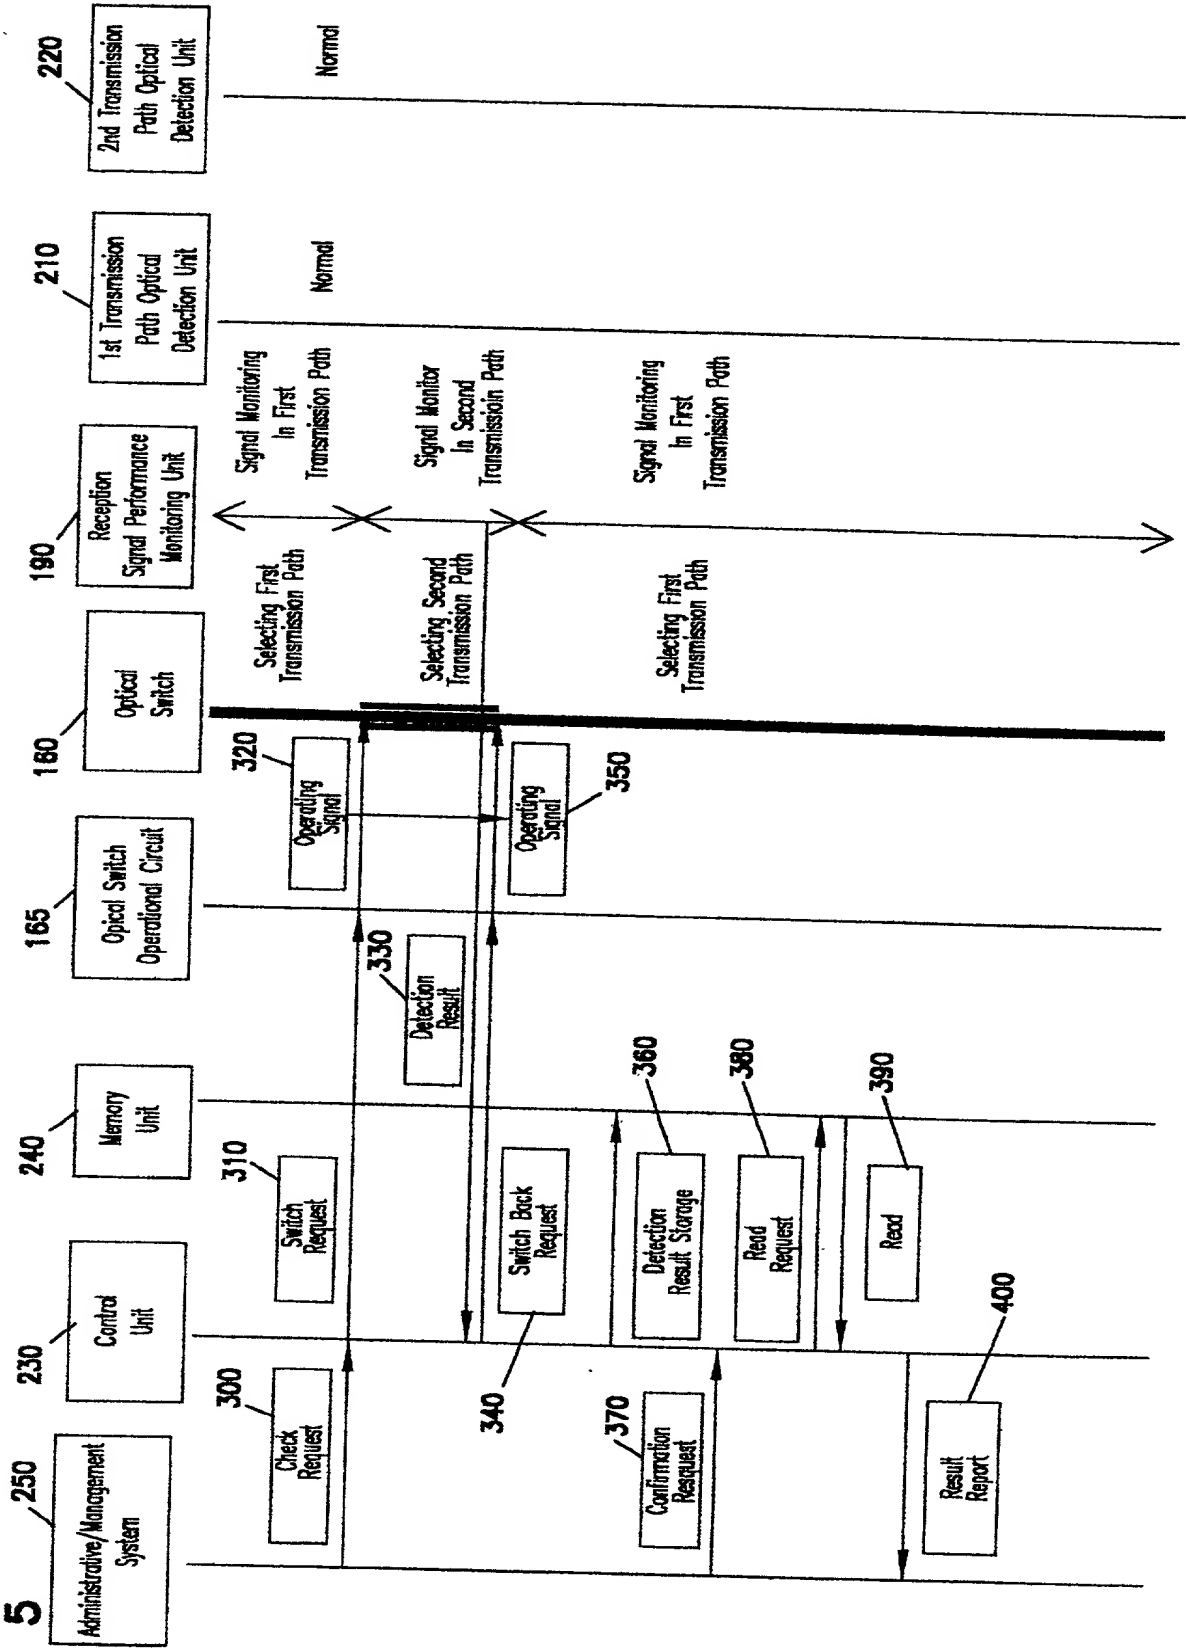 5
250
Administrative/Management
System
230
Control
Unit
240
Memory
Unit
165
Opical Switch
Operational Circuit
160
Optical
Switch
190
Reception
Signal Performance
Monitoring Unit
210
1st Transmission
Path Optical
Detection Unit
220
2nd Transmission
Path Optical
Detection Unit
300
Check
Request
310
Switch
Request
320
Operating
Signal
Selecting First
Transmission Path
Signal Monitoring
In First
Transmission Path
Normal
Normal
330
Detection
Result
Selecting Second
Transmission Path
Signal Monitor
In Second
Transmissioin Path
340
Switch Back
Request
Operating
Signal
350
360
Detection
Result Storage
370
Confirmation
Resquest
Selecting First
Transmission Path
Signal Monitoring
In First
Transmission Path
380
Read
Request
390
Read
400
Result
Report